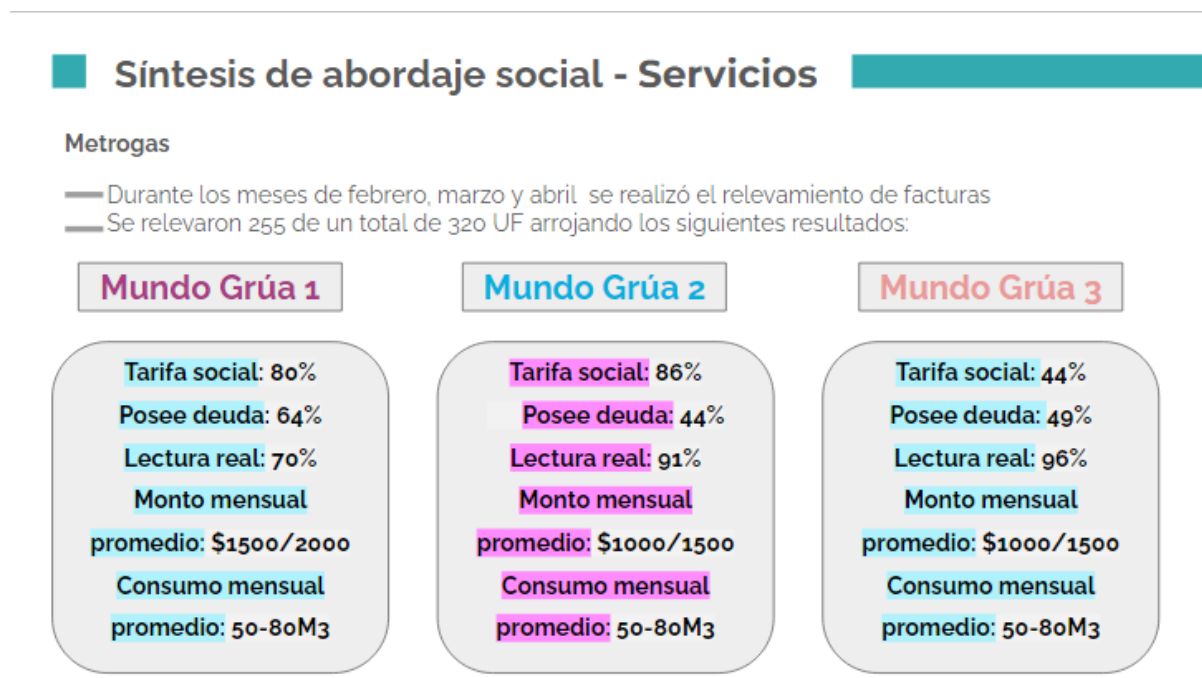 Síntesis de abordaje social - Servicios
Metrogas
Durante los meses de febrero, marzo y abril se realizó el relevamiento de facturas
Se relevaron 255 de un total de 320 UF arrojando los siguientes resultados:
Mundo Grúa 1
Tarifa social: 80%
Posee deuda: 64%
Lectura real: 70%
Monto mensual
promedio: $1500/2000
Consumo mensual
promedio: 50-80M3
Mundo Grúa 2
Tarifa social: 86%
Posee deuda: 44%
Lectura real: 91%
Monto mensual
promedio: $1000/1500
Consumo mensual
promedio: 50-80M3
Mundo Grúa 3
Tarifa social: 44%
Posee deuda: 49%
Lectura real: 96%
Monto mensual
promedio: $1000/1500
Consumo mensual
promedio: 50-80M3